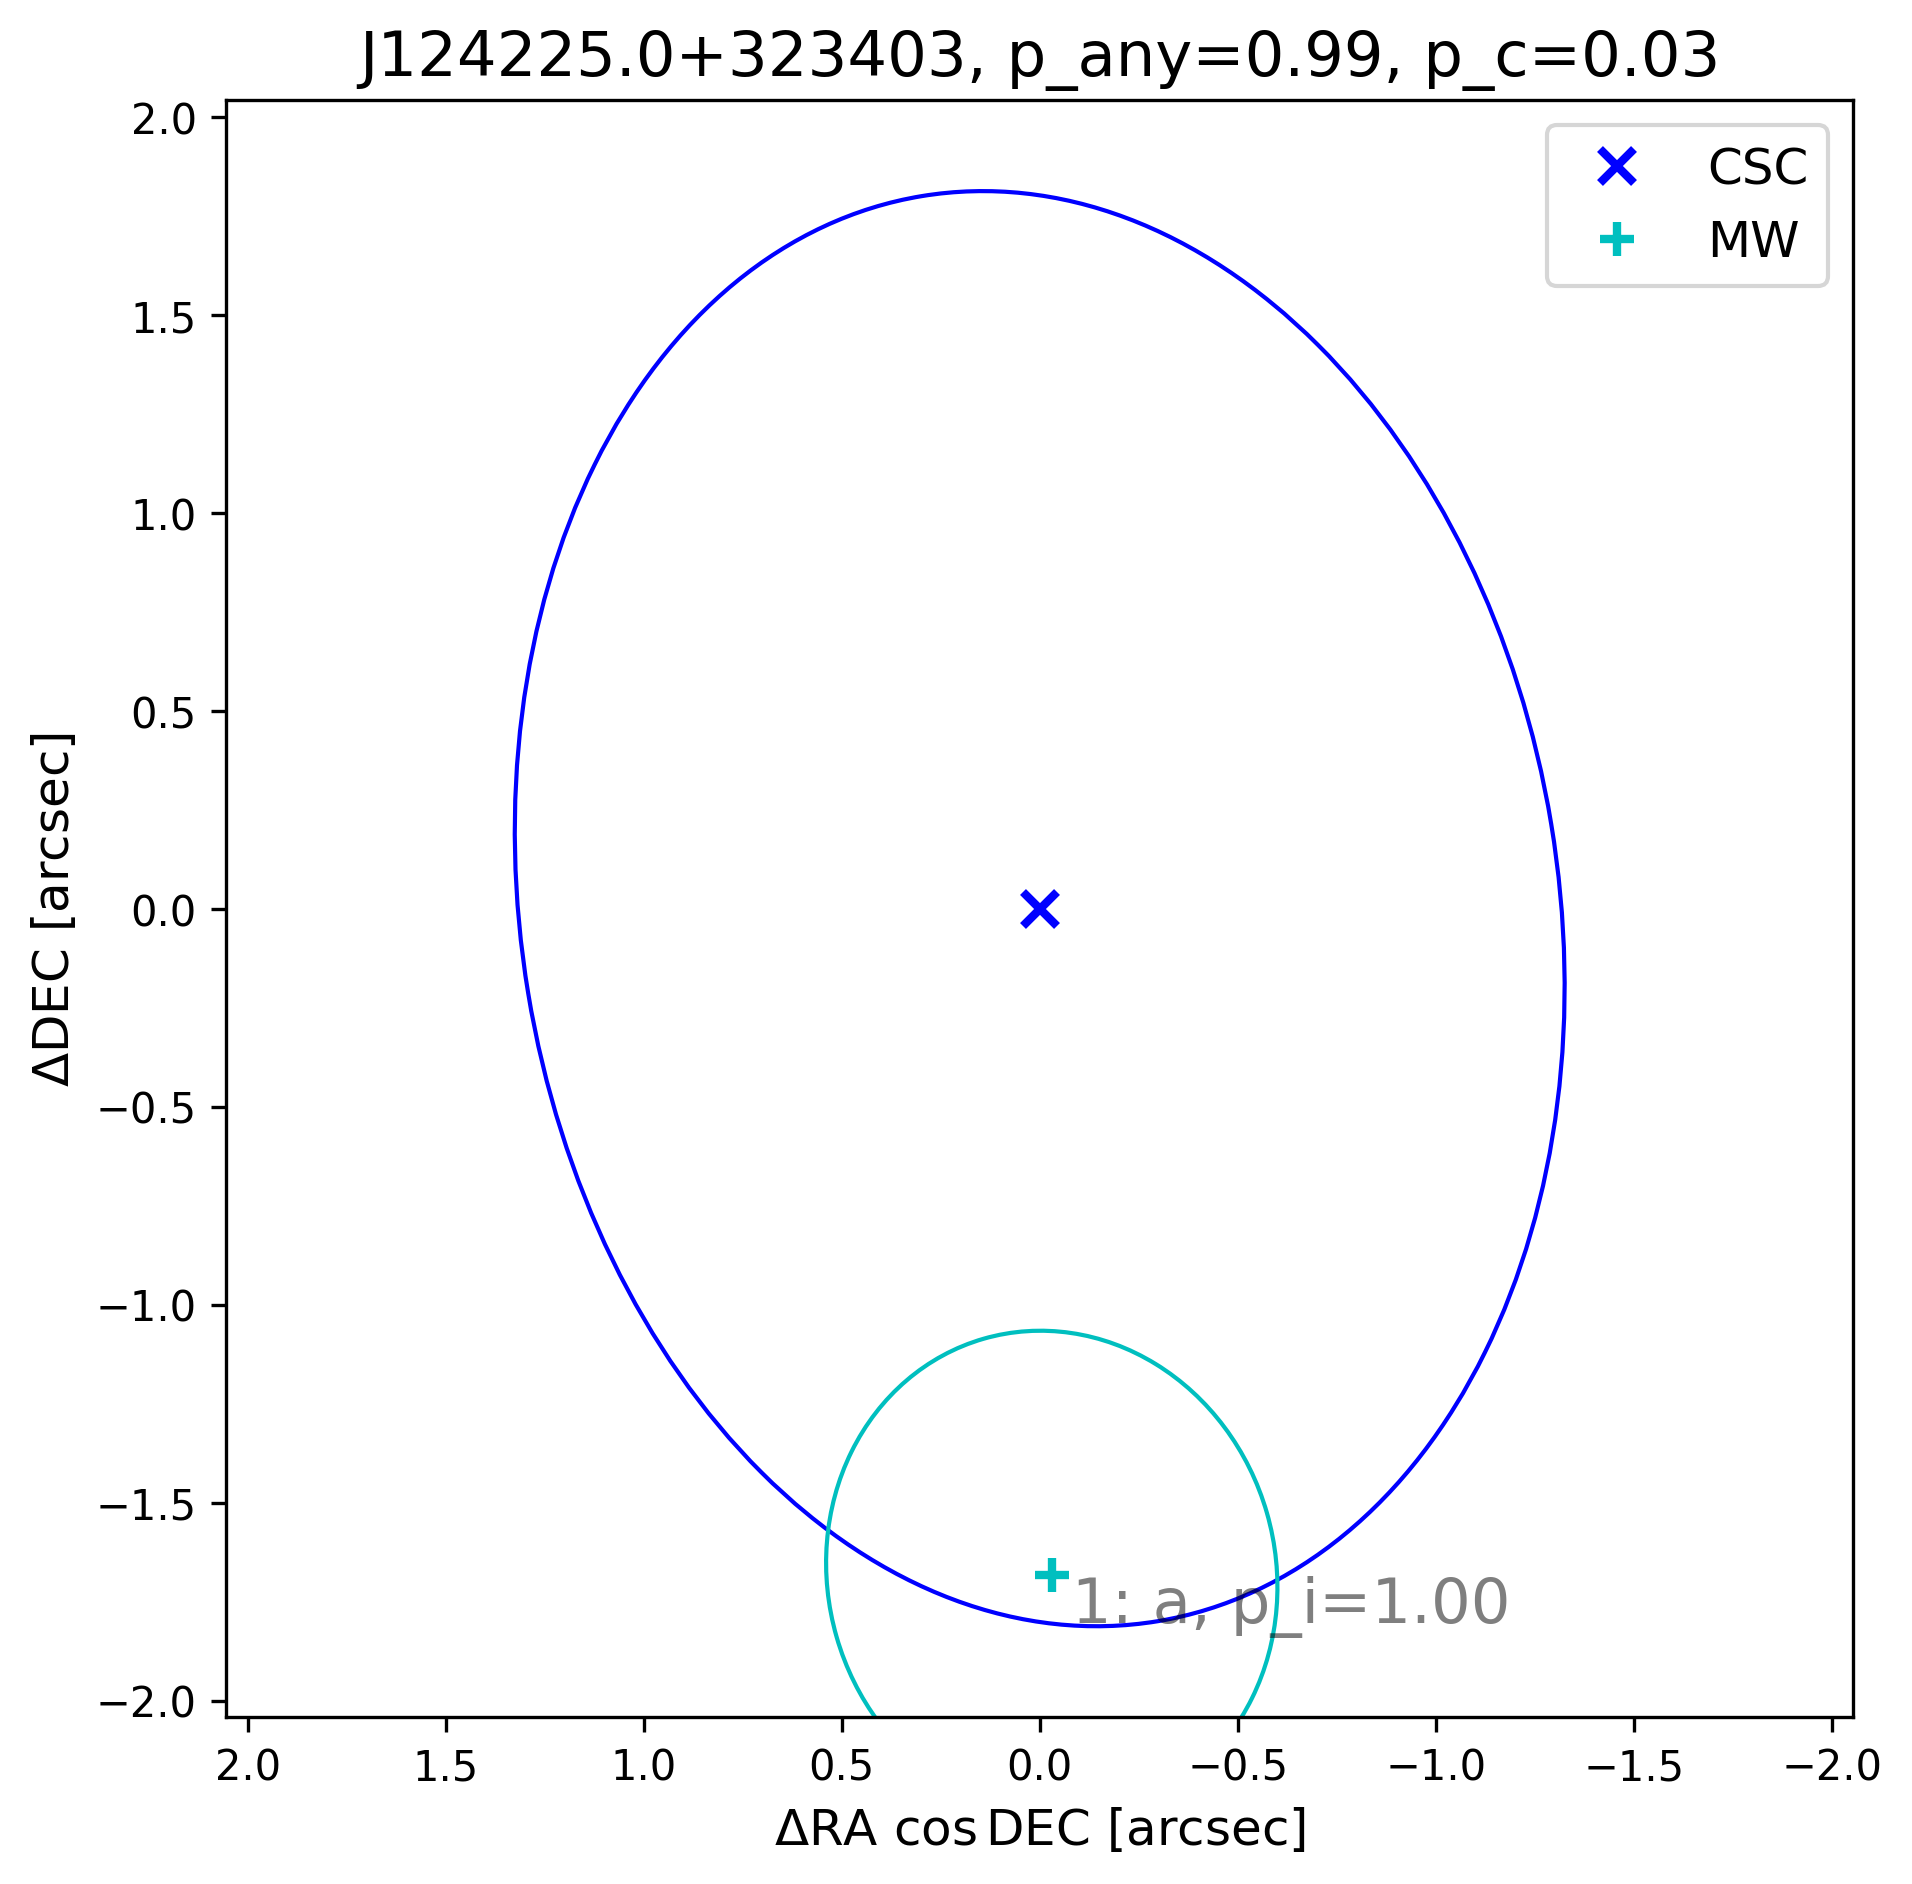 J124225.0+323403, p_any=0.99, p_c=0.03
CSC
MW
2.0
1.5
1.0
0.5
0.0
−0.5
−1.0
−1.5
−2.0
ΔDEC [arcsec]
1: a, p_i=1.00
2.0 1.5 1.0 0.5 0.0 −0.5 −1.0 −1.5 −2.0
ΔRA cos DEC [arcsec]